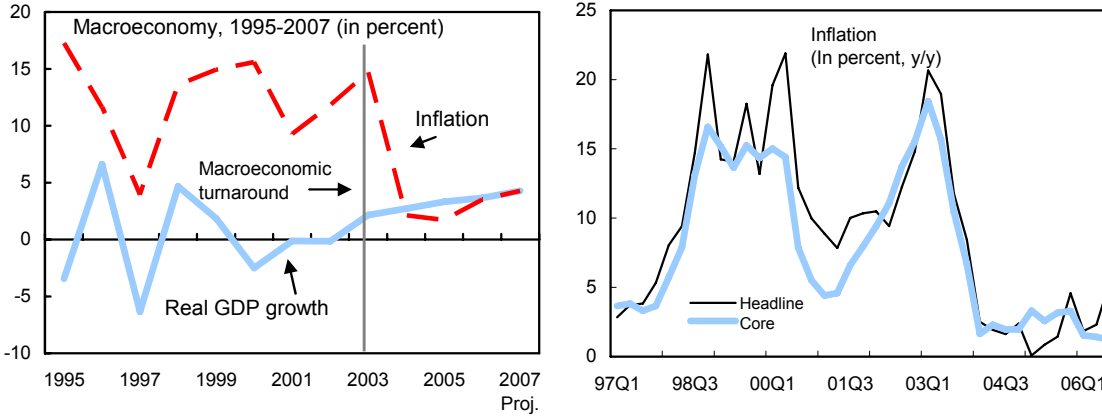 Macroeconomy, 1995-2007 (in percent)
20
15
10
5
0
-5
-10
Inflation
Macroeconomic
turnaround
Real GDP growth
1995 1997 1999 2001 2003 2005 2007
Proj.
Inflation
(In percent, y/y)
25
20
15
10
5
0
Headline
Core
97Q1 98Q3 00Q1 01Q3 03Q1 04Q3 06Q1